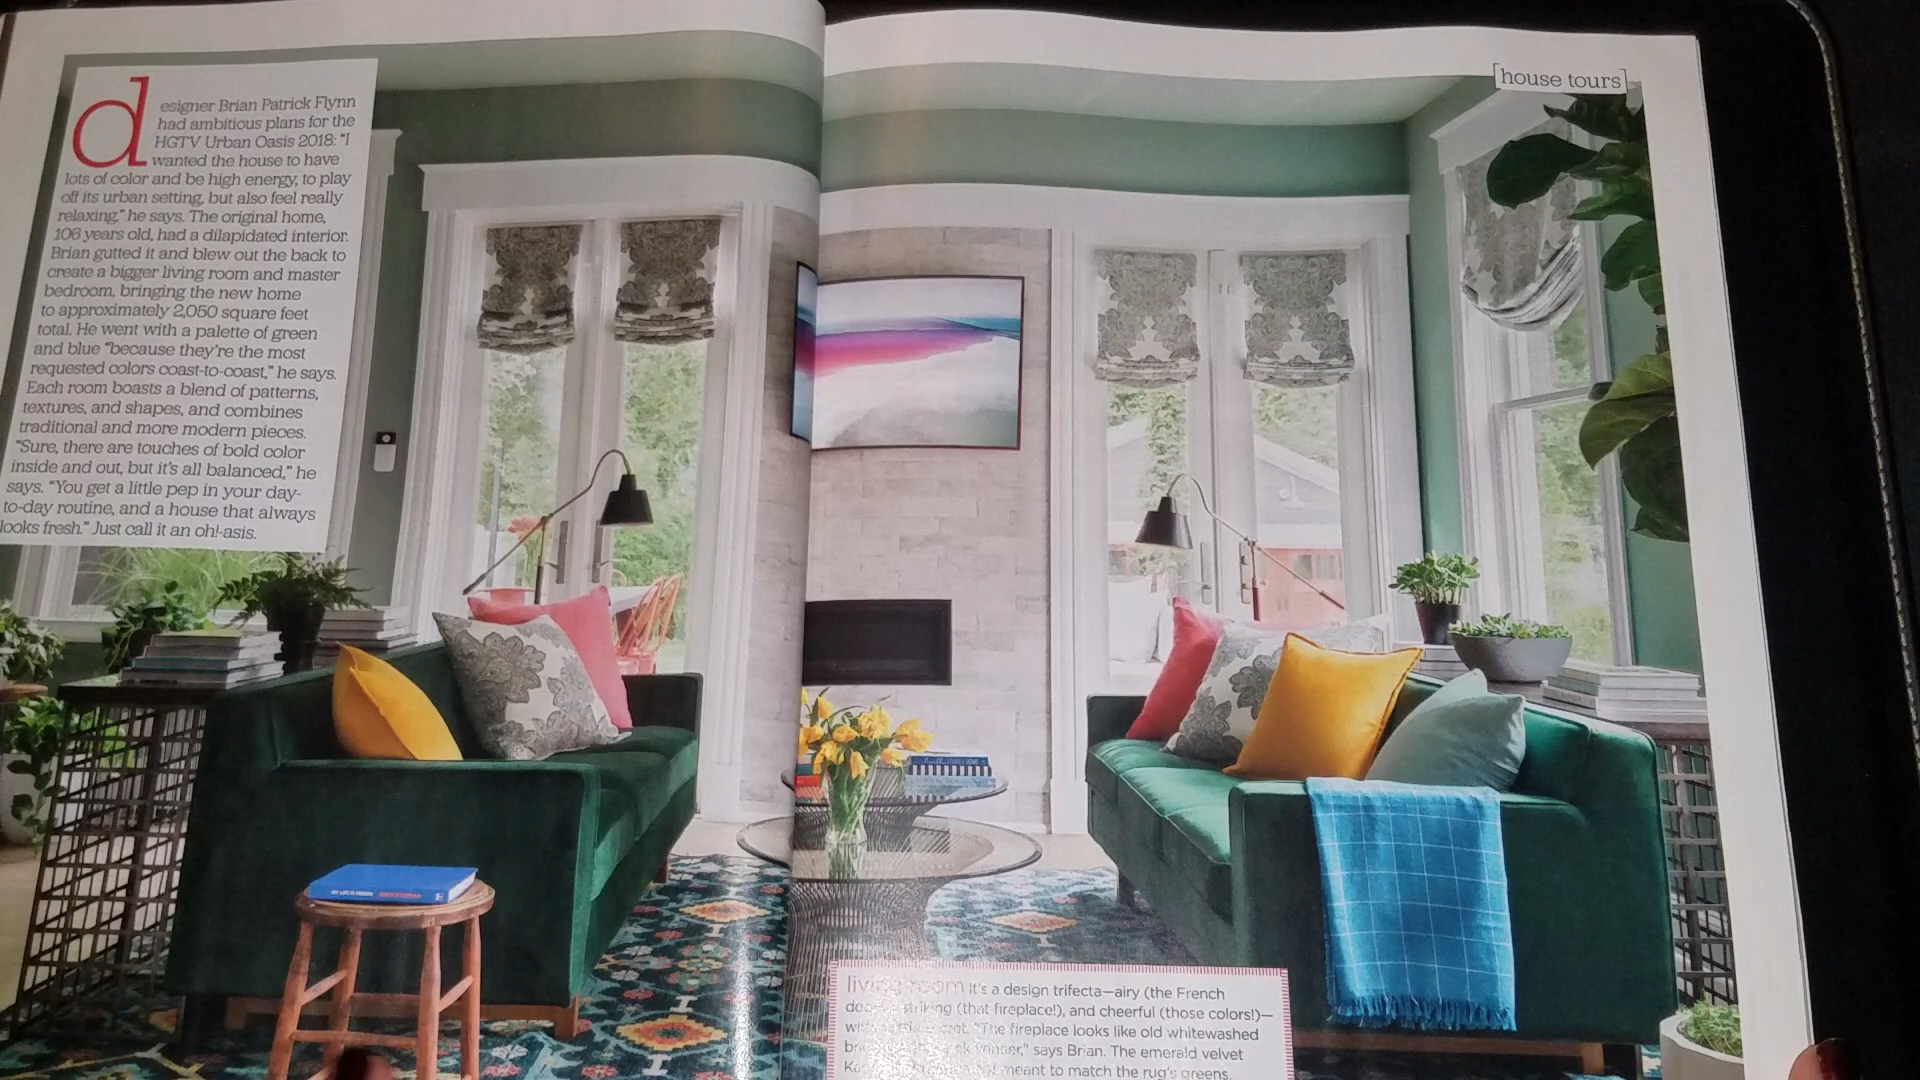 [house tours]
designer Brian Patrick Flynn
had ambitious plans for the
HGTV Urban Oasis 2018: "I
wanted the house to have
lots of color and be high energy, to play
off its urban setting, but also feel really
relaxing," he says. The original home,
106 years old, had a dilapidated interior.
Brian gutted it and blew out the back to
create a bigger living room and master
bedroom, bringing the new home
to approximately 2,050 square feet
total. He went with a palette of green
and blue "because they're the most
requested colors coast-to-coast," he says.
Each room boasts a blend of patterns,
textures, and shapes, and combines
traditional and more modern pieces.
"Sure, there are touches of bold color
inside and out, but it's all balanced," he
says. "You get a little pep in your day-
to-day routine, and a house that always
looks fresh." Just call it an oh!-asis.
living room It's a design trifecta—airy (the French
striking (that fireplace!), and cheerful (those colors!)—
"The fireplace looks like old whitewashed
says Brian. The emerald velvet
meant to match the rug's greens.